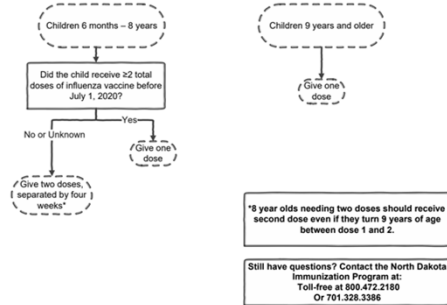 Children 6 months – 8 years
Children 9 years and older
Did the child receive ≥2 total
doses of influenza vaccine before
July 1, 2020?
Give one
dose
No or Unknown
Yes
Give one
dose
Give two doses,
separated by four
weeks*
*8 year olds needing two doses should receive
second dose even if they turn 9 years of age
between dose 1 and 2.
Still have questions? Contact the North Dakota
Immunization Program at:
Toll-free at 800.472.2180
Or 701.328.3386